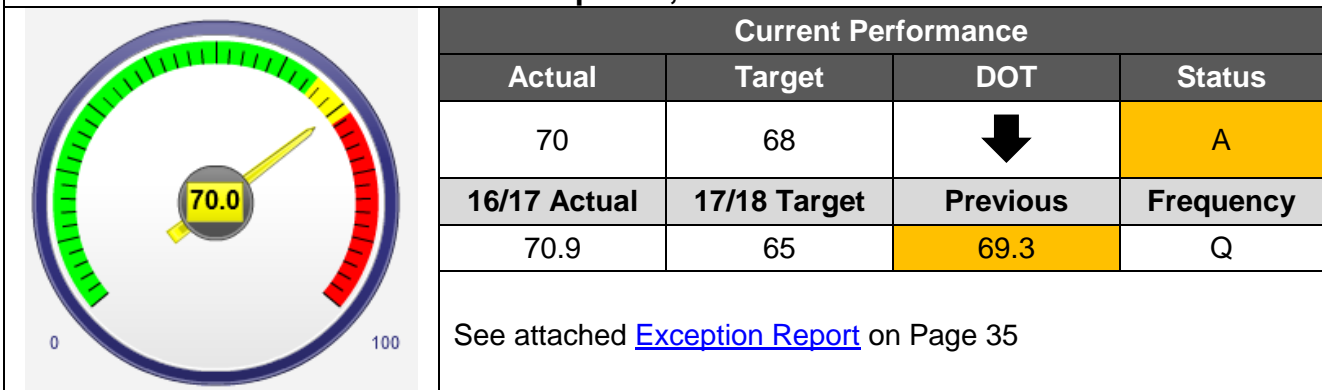 Current Performance
Actual Target DOT Status
70 68 A
16/17 Actual 17/18 Target Previous Frequency
70.9 65 69.3 Q
See attached Exception Report on Page 35
70.0
0 100